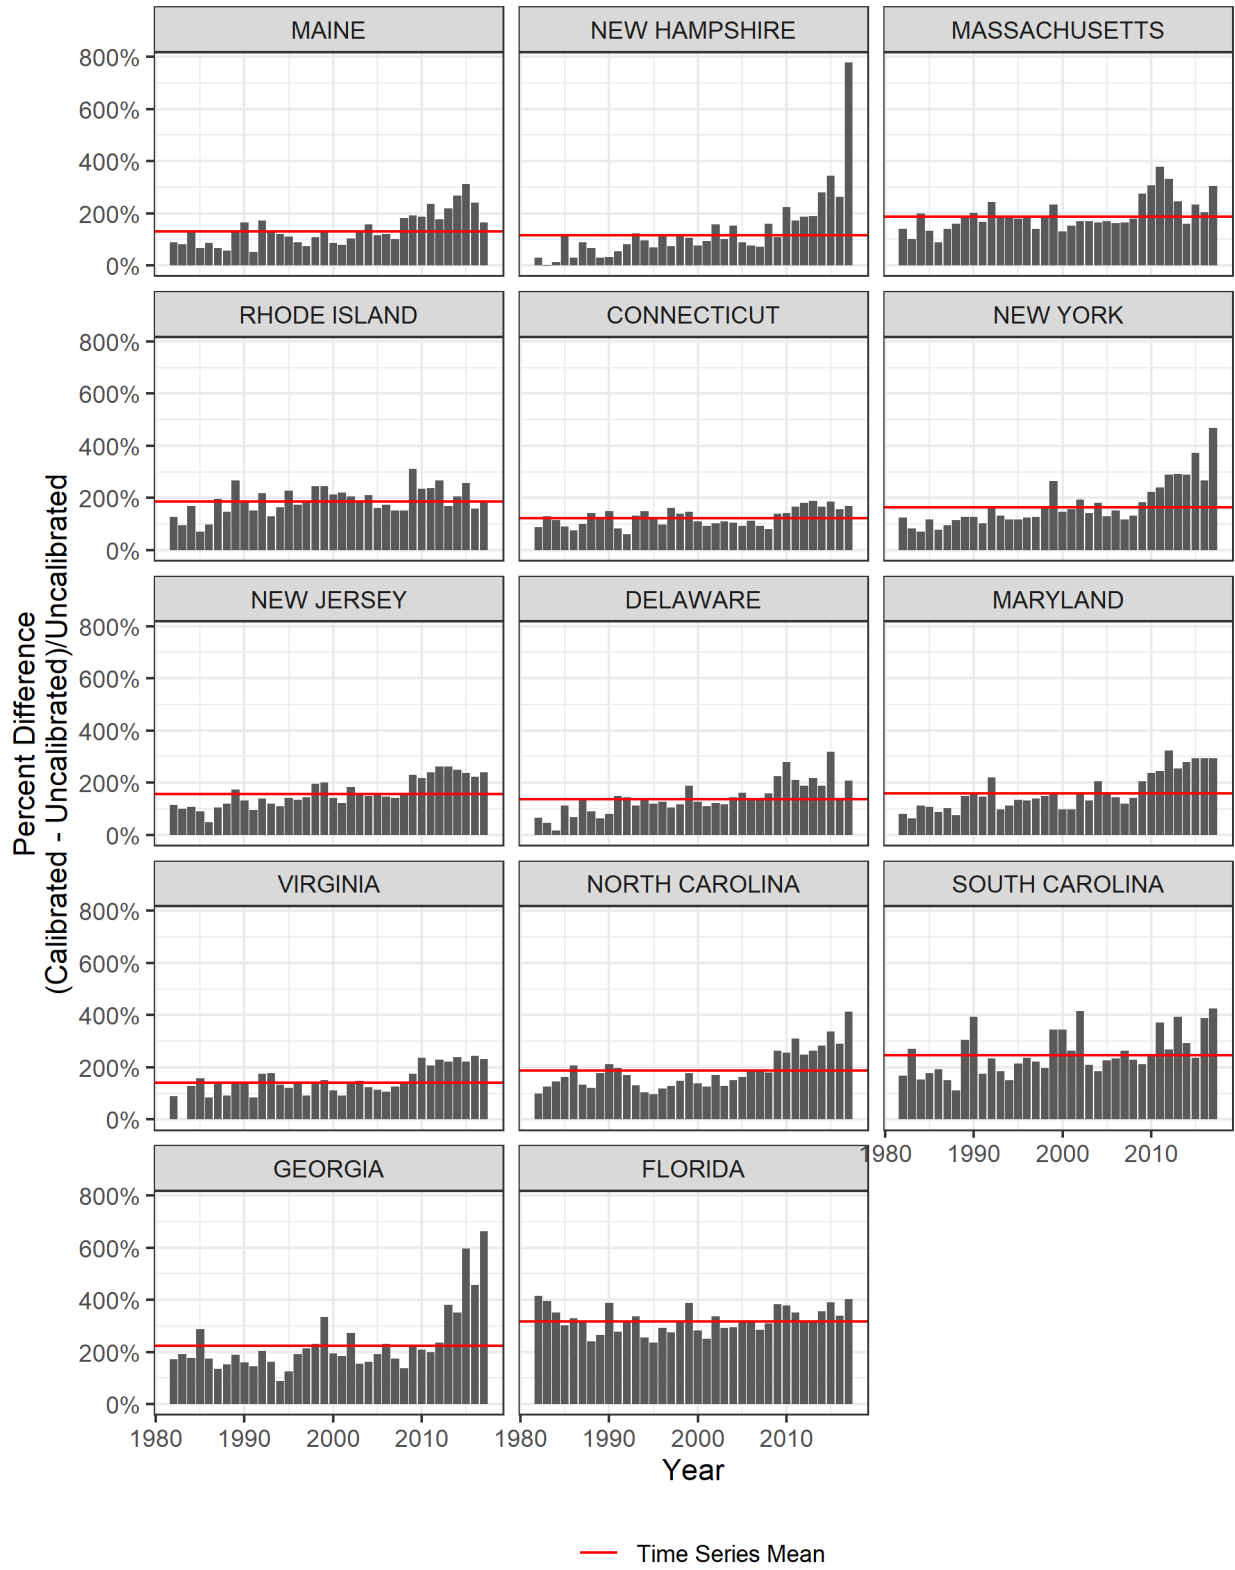 MAINE
NEW HAMPSHIRE
MASSACHUSETTS
800%
600%
400%
200%
0%
RHODE ISLAND
CONNECTICUT
NEW YORK
800%
600%
400%
200%
0%
NEW JERSEY
DELAWARE
MARYLAND
800%
600%
400%
200%
0%
VIRGINIA
NORTH CAROLINA
SOUTH CAROLINA
800%
600%
400%
200%
0%
1980 1990 2000 2010
GEORGIA
FLORIDA
800%
600%
400%
200%
0%
1980 1990 2000 2010
1980 1990 2000 2010
Percent Difference
(Calibrated - Uncalibrated)/Uncalibrated
Year
Time Series Mean